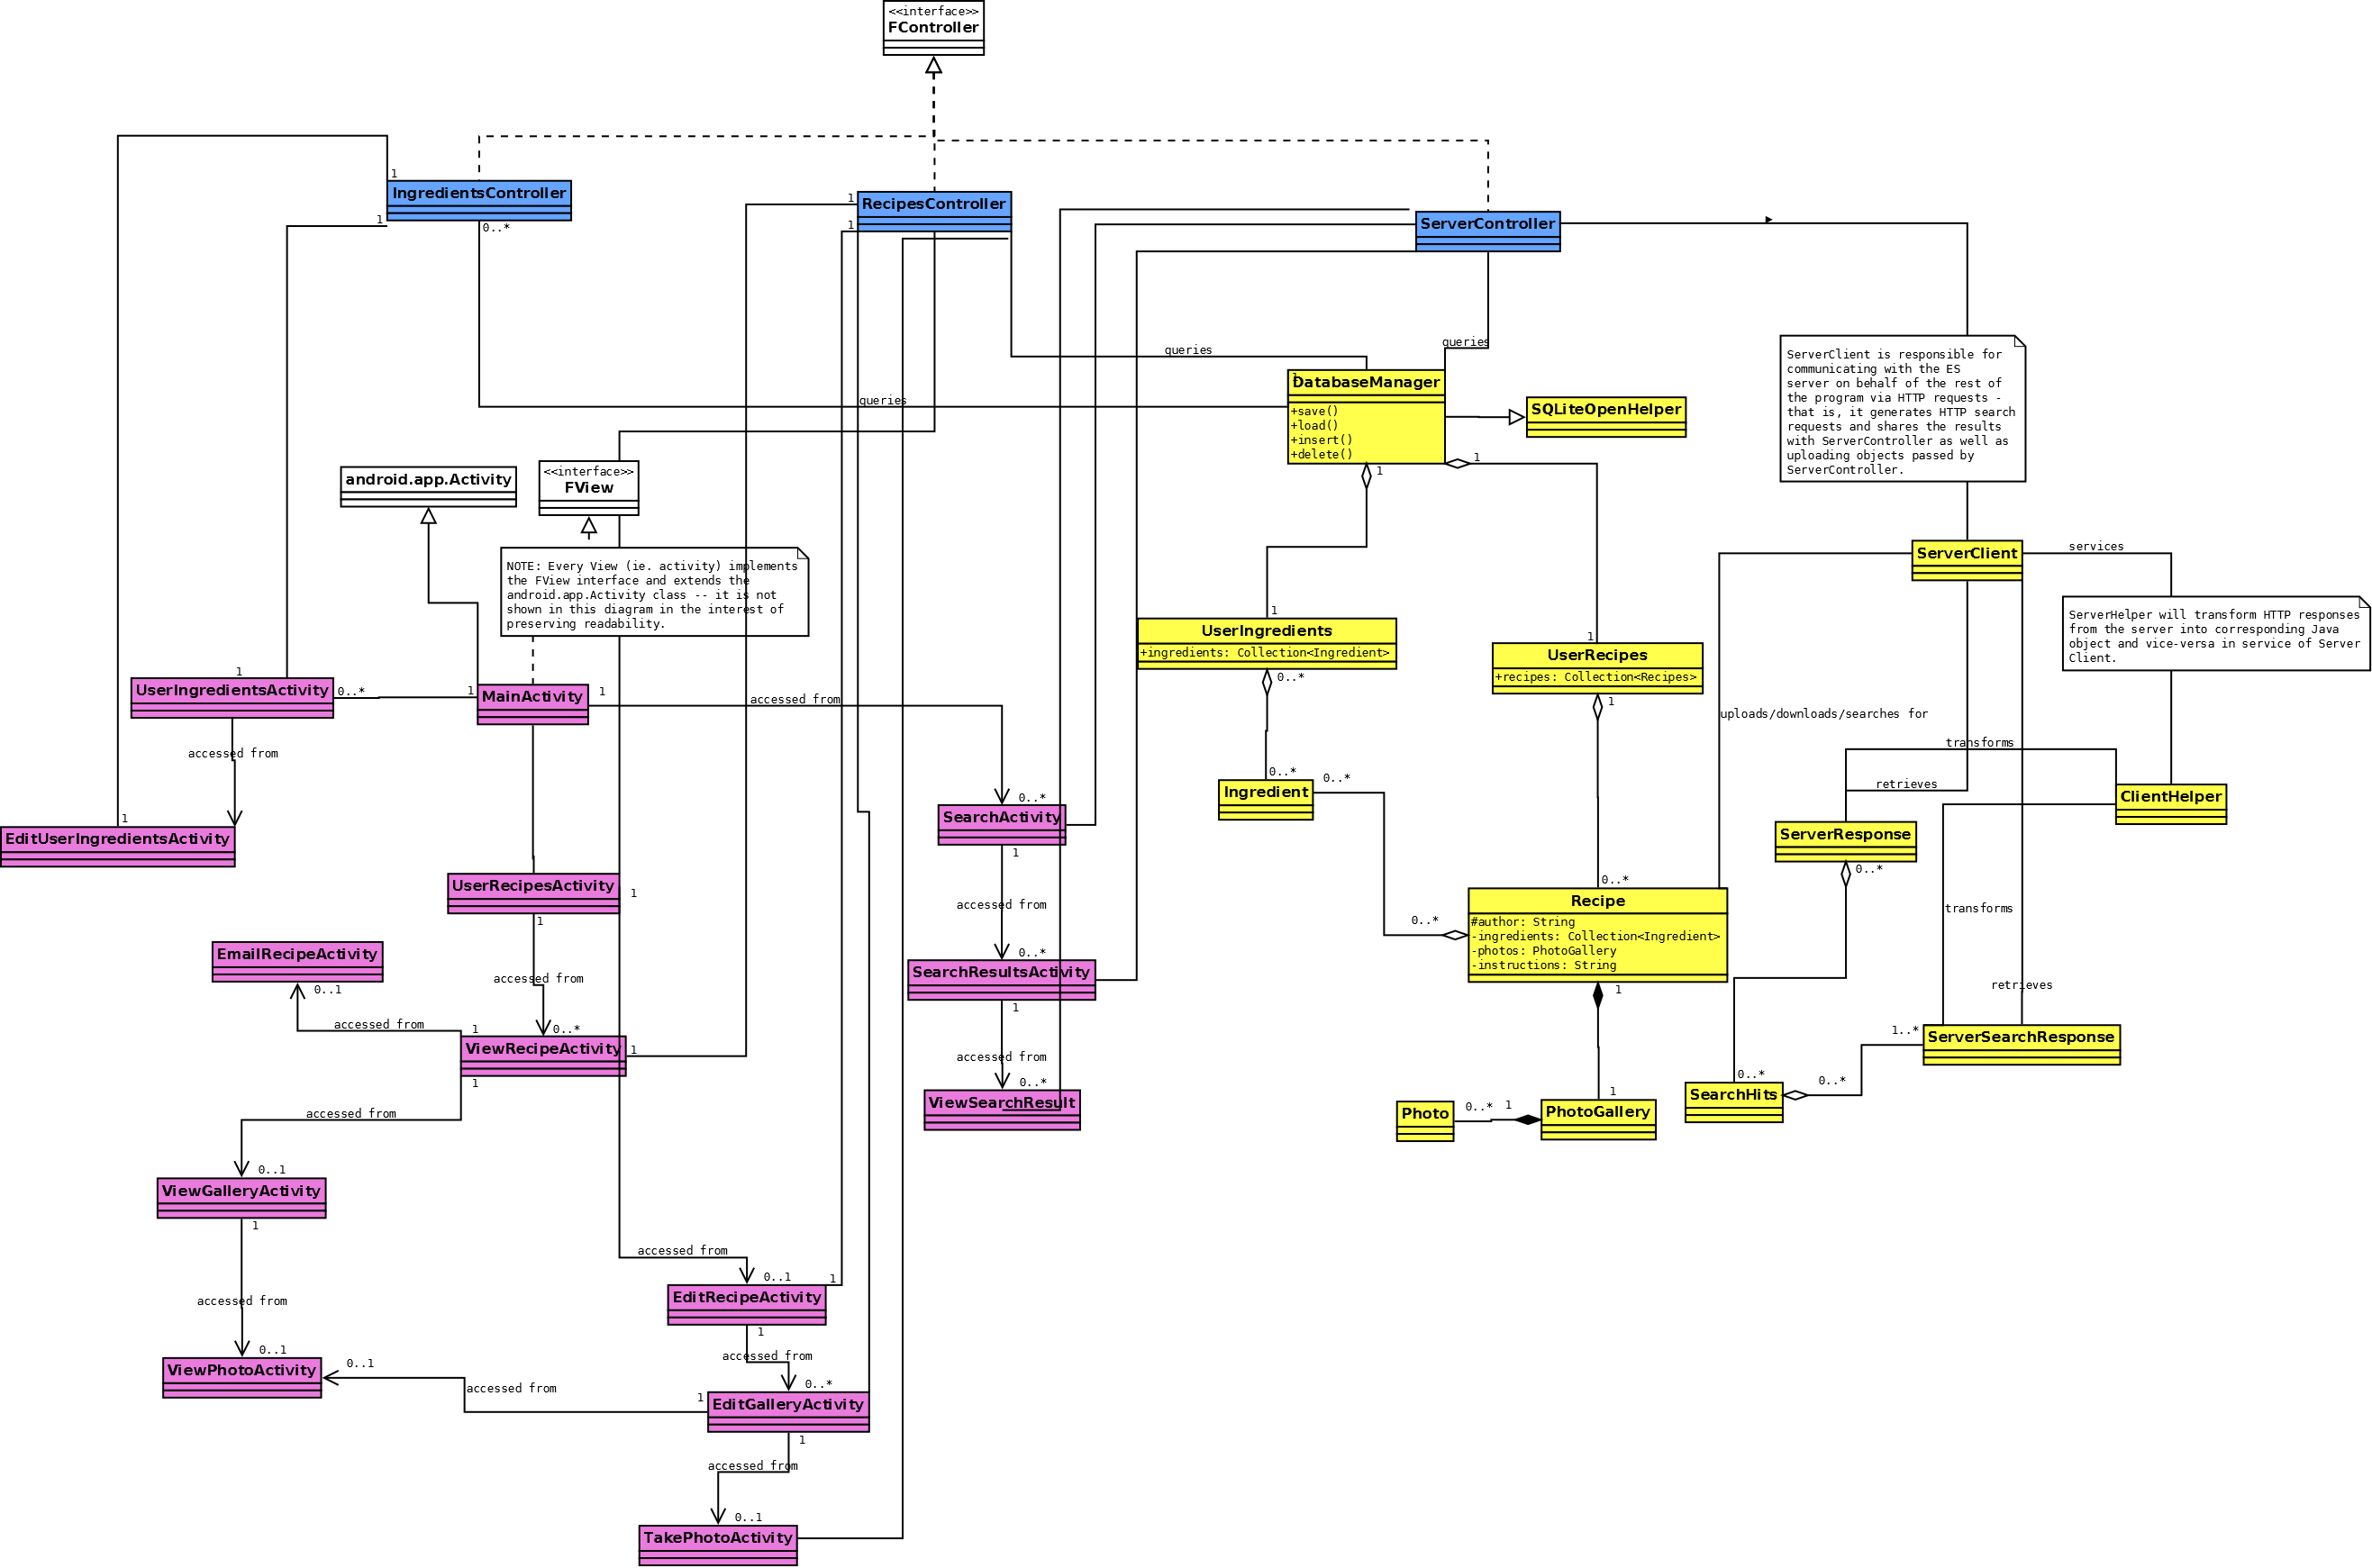 <<interface>>
FController
1
IngredientsController
1
0..*
1
RecipesController
1
ServerController
queries
queries
queries
1
DatabaseManager
+save()
+load()
+insert()
+delete()
1
1
SQLiteOpenHelper
ServerClient is responsible for
communicating with the ES
server on behalf of the rest of
the program via HTTP requests -
that is, it generates HTTP search
requests and shares the results
with ServerController as well as
uploading objects passed by
ServerController.
android.app.Activity
<<interface>>
FView
NOTE: Every View (ie. activity) implements
the FView interface and extends the
android.app.Activity class -- it is not
shown in this diagram in the interest of
preserving readability.
ServerClient
services
ServerHelper will transform HTTP responses
from the server into corresponding Java
object and vice-versa in service of Server
Client.
1
UserIngredients
+ingredients: Collection<Ingredient>
0..*
1
UserRecipes
+recipes: Collection<Recipes>
1
1
UserIngredientsActivity
0..*
1
MainActivity
1
accessed from
uploads/downloads/searches for
accessed from
transforms
retrieves
0..*
Ingredient
0..*
ClientHelper
1
EditUserIngredientsActivity
0..*
SearchActivity
1
ServerResponse
0..*
UserRecipesActivity
1
1
accessed from
0..*
Recipe
#author: String
-ingredients: Collection<Ingredient>
-photos: PhotoGallery
-instructions: String
0..*
1
transforms
EmailRecipeActivity
0..1
accessed from
0..*
SearchResultsActivity
1
retrieves
accessed from
1
0..*
ViewRecipeActivity
1
1
accessed from
0..*
ViewSearchResult
1..*
ServerSearchResponse
0..*
0..*
SearchHits
Photo
0..*
1
1
PhotoGallery
accessed from
0..1
ViewGalleryActivity
1
accessed from
0..1
EditRecipeActivity
1
1
accessed from
accessed from
0..1
ViewPhotoActivity
0..1
accessed from
0..*
1
EditGalleryActivity
1
accessed from
0..1
TakePhotoActivity